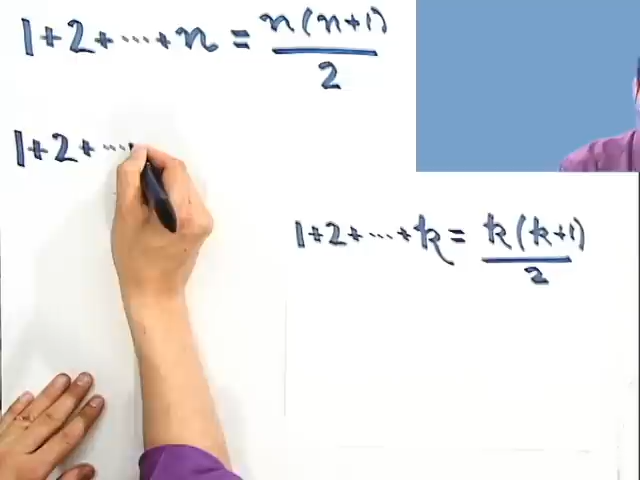 1+2+···+n = n(n+1)/2
1+2+···
1+2+···+k = k(k+1)/2